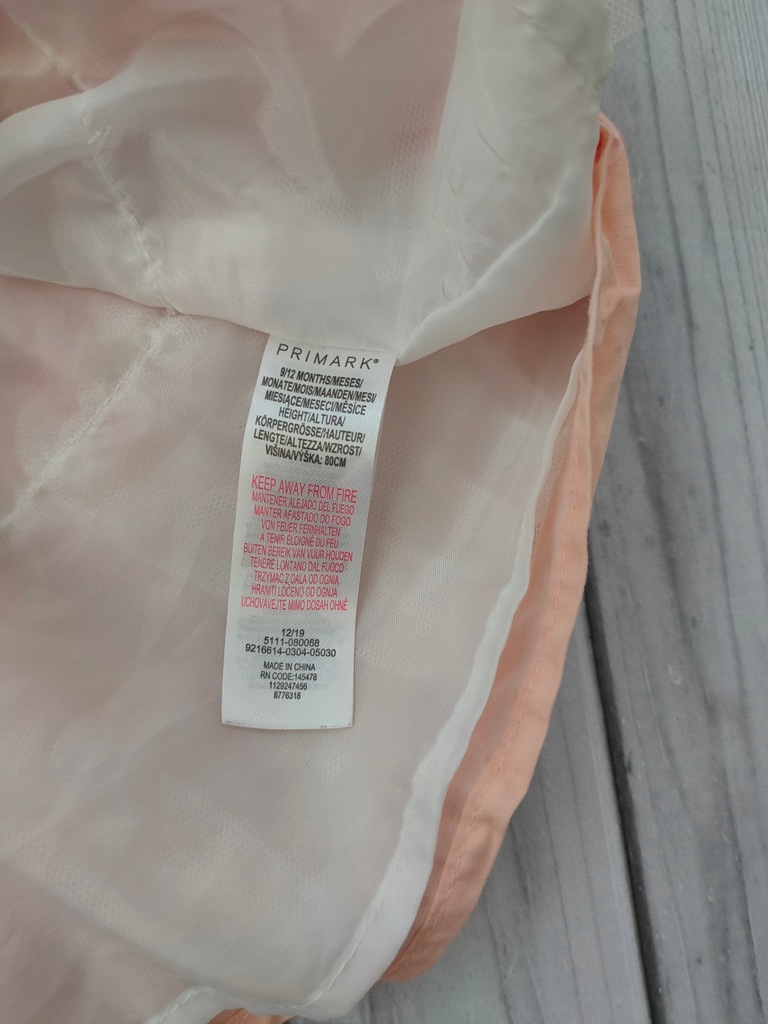 PRIMARK®
9/12 MONTHS/MESES/
MONATE/MOIS/MAANDEN/MESI/
MIESIĄCE/MESECI/MĚSÍCE
HEIGHT/ALTURA/
KÖRPERGRÖSSE/HAUTEUR/
LENGTE/ALTEZZA/WZROST/
VIŠINA/VÝŠKA: 80CM
KEEP AWAY FROM FIRE
MANTENER ALEJADO DEL FUEGO
MANTER AFASTADO DO FOGO
VON FEUER FERNHALTEN
A TENIR ÉLOIGNÉ DU FEU
BUITEN BEREIK VAN VUUR HOUDEN
TENERE LONTANO DAL FUOCO
TRZYMAĆ Z DALA OD OGNIA
HRANITI LOČENO OD OGNJA
UCHOVÁVEJTE MIMO DOSAH OHNĚ
12/19
5111-080068
9216614-0304-05030
MADE IN CHINA
RN CODE:145478
1129247456
8776318